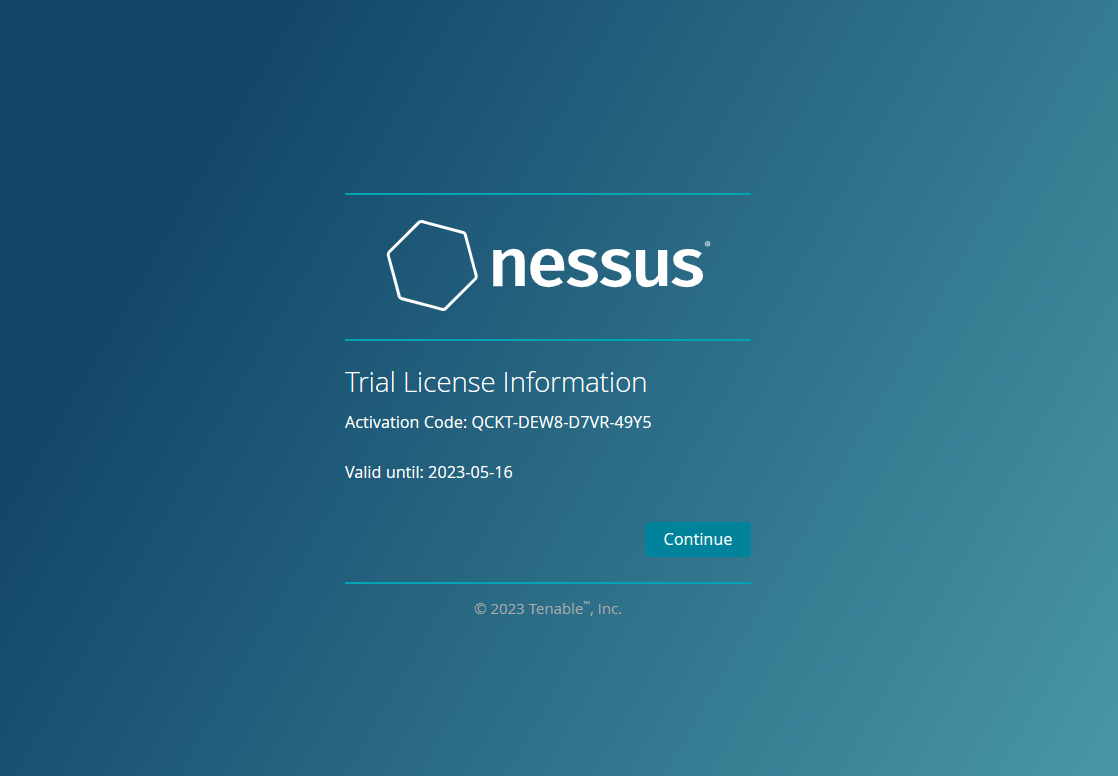 nessus®
Trial License Information
Activation Code: QCKT-DEW8-D7VR-49Y5
Valid until: 2023-05-16
Continue
© 2023 Tenable™, Inc.